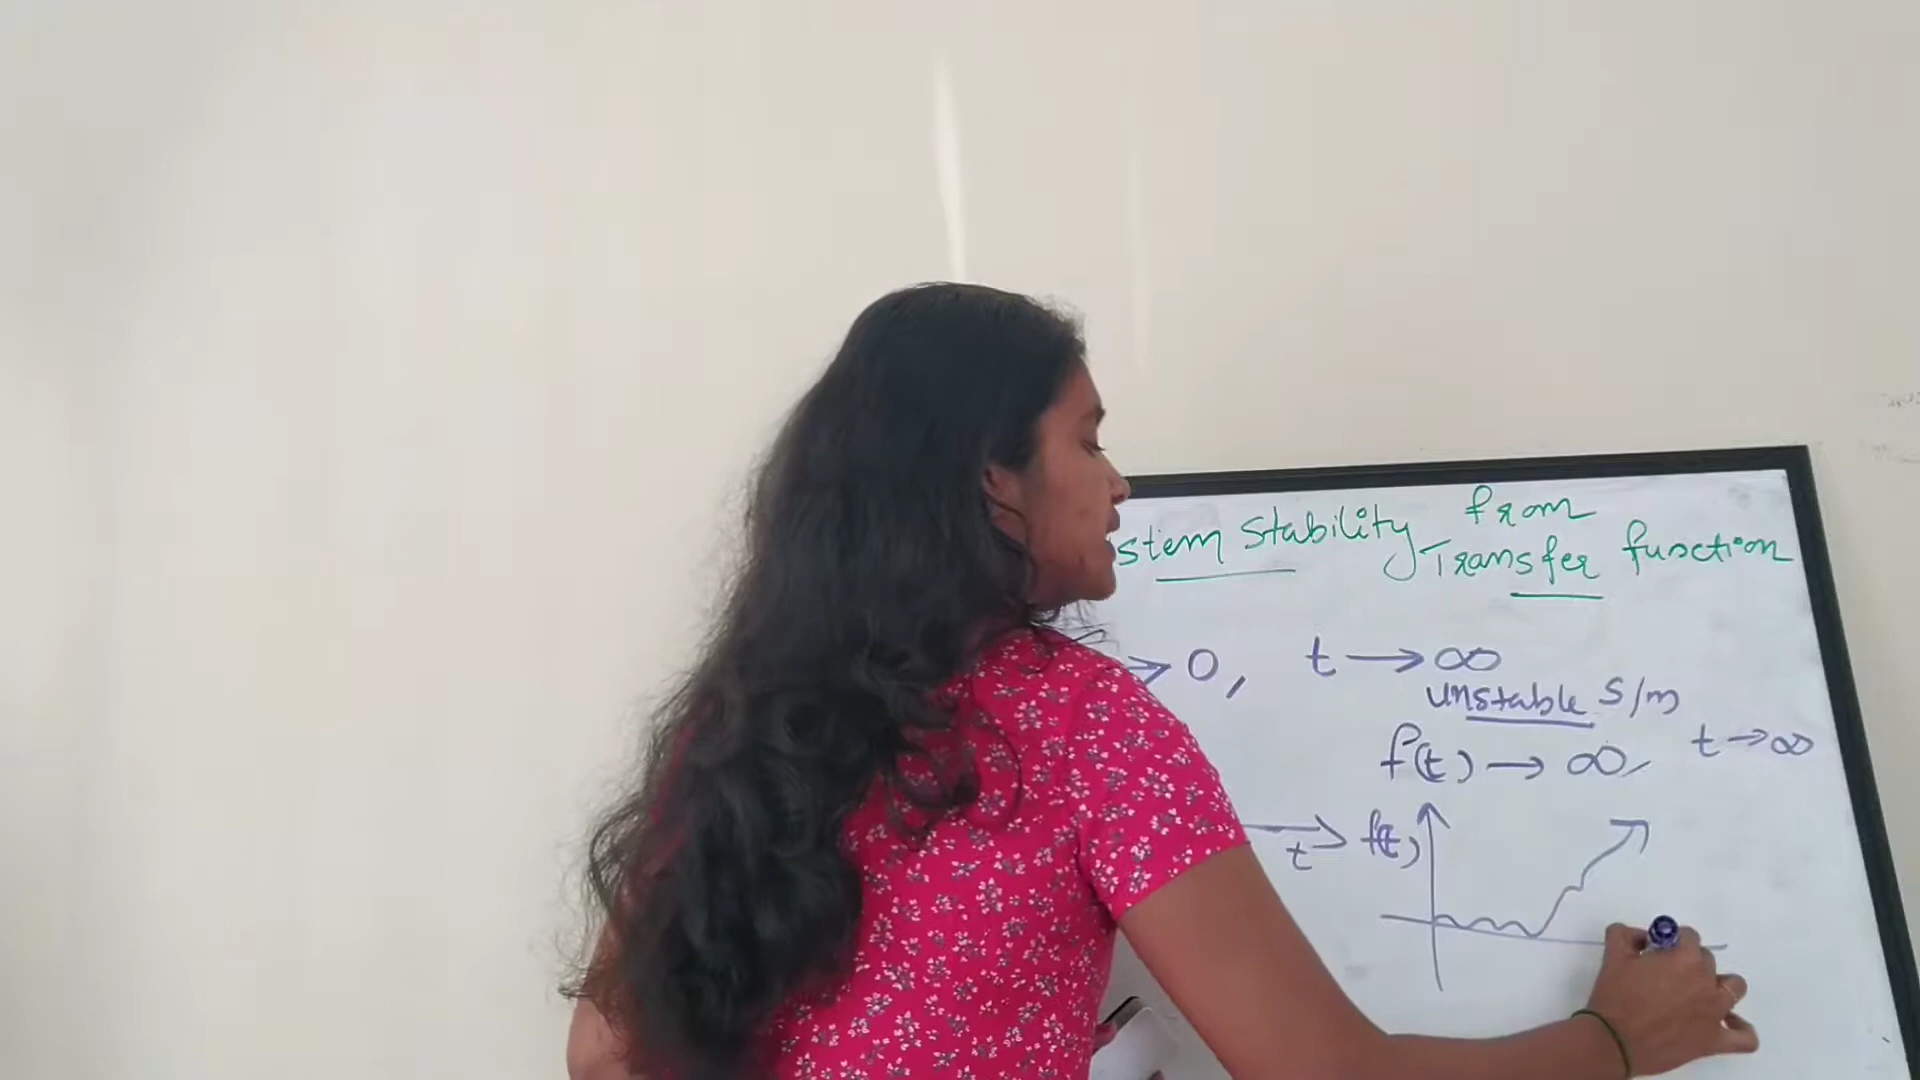 stem stability from
Transfer function
→ 0, t → ∞
unstable S/m
f(t) → ∞, t → ∞
t
f(t)